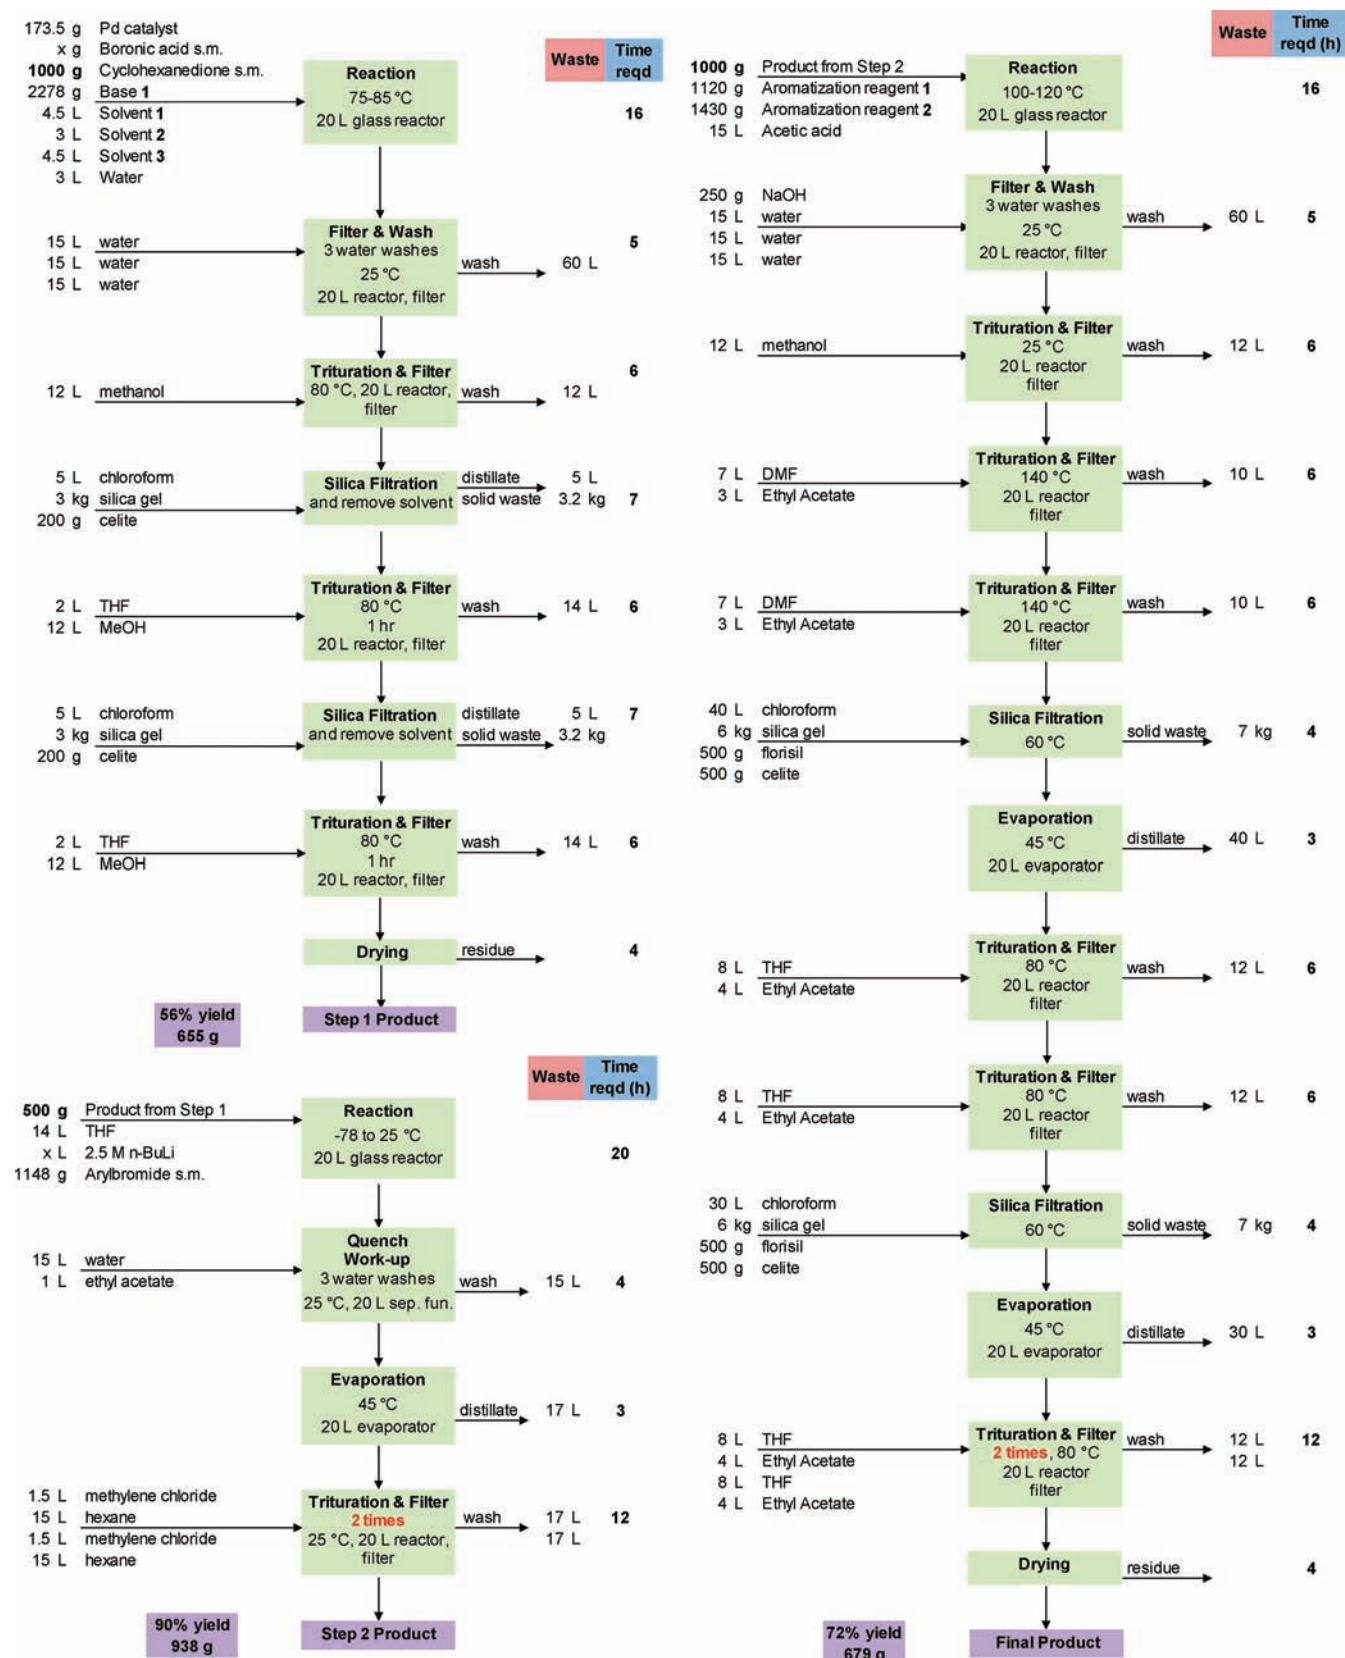 Waste
Time
reqd
173.5 g Pd catalyst
x g Boronic acid s.m.
1000 g Cyclohexanedione s.m.
2278 g Base 1
4.5 L Solvent 1
3 L Solvent 2
4.5 L Solvent 3
3 L Water
Reaction
75-85 °C
20 L glass reactor
16
15 L water
15 L water
15 L water
Filter & Wash
3 water washes
25 °C
20 L reactor, filter
wash
60 L
5
12 L methanol
Trituration & Filter
80 °C, 20 L reactor,
filter
wash
12 L
6
5 L chloroform
3 kg silica gel
200 g celite
Silica Filtration
and remove solvent
distillate 5 L
solid waste 3.2 kg
7
2 L THF
12 L MeOH
Trituration & Filter
80 °C
1 hr
20 L reactor, filter
wash
14 L
6
5 L chloroform
3 kg silica gel
200 g celite
Silica Filtration
and remove solvent
distillate 5 L
solid waste 3.2 kg
7
2 L THF
12 L MeOH
Trituration & Filter
80 °C
1 hr
20 L reactor, filter
wash
14 L
6
Drying
residue
4
56% yield
655 g
Step 1 Product
Waste
Time
reqd (h)
500 g Product from Step 1
14 L THF
x L 2.5 M n-BuLi
1148 g Arylbromide s.m.
Reaction
-78 to 25 °C
20 L glass reactor
20
15 L water
1 L ethyl acetate
Quench
Work-up
3 water washes
25 °C, 20 L sep. fun.
wash
15 L
4
Evaporation
45 °C
20 L evaporator
distillate
17 L
3
1.5 L methylene chloride
15 L hexane
1.5 L methylene chloride
15 L hexane
Trituration & Filter
2 times
25 °C, 20 L reactor,
filter
wash
17 L
17 L
12
90% yield
938 g
Step 2 Product
Waste
Time
reqd (h)
1000 g Product from Step 2
1120 g Aromatization reagent 1
1430 g Aromatization reagent 2
15 L Acetic acid
Reaction
100-120 °C
20 L glass reactor
16
250 g NaOH
15 L water
15 L water
15 L water
Filter & Wash
3 water washes
25 °C
20 L reactor, filter
wash
60 L
5
12 L methanol
Trituration & Filter
25 °C
20 L reactor
filter
wash
12 L
6
7 L DMF
3 L Ethyl Acetate
Trituration & Filter
140 °C
20 L reactor
filter
wash
10 L
6
7 L DMF
3 L Ethyl Acetate
Trituration & Filter
140 °C
20 L reactor
filter
wash
10 L
6
40 L chloroform
6 kg silica gel
500 g florisil
500 g celite
Silica Filtration
60 °C
solid waste
7 kg
4
Evaporation
45 °C
20 L evaporator
distillate
40 L
3
8 L THF
4 L Ethyl Acetate
Trituration & Filter
80 °C
20 L reactor
filter
wash
12 L
6
8 L THF
4 L Ethyl Acetate
Trituration & Filter
80 °C
20 L reactor
filter
wash
12 L
6
30 L chloroform
6 kg silica gel
500 g florisil
500 g celite
Silica Filtration
60 °C
solid waste
7 kg
4
Evaporation
45 °C
20 L evaporator
distillate
30 L
3
8 L THF
4 L Ethyl Acetate
8 L THF
4 L Ethyl Acetate
Trituration & Filter
2 times, 80 °C
20 L reactor
filter
wash
12 L
12 L
12
Drying
residue
4
72% yield
679 g
Final Product